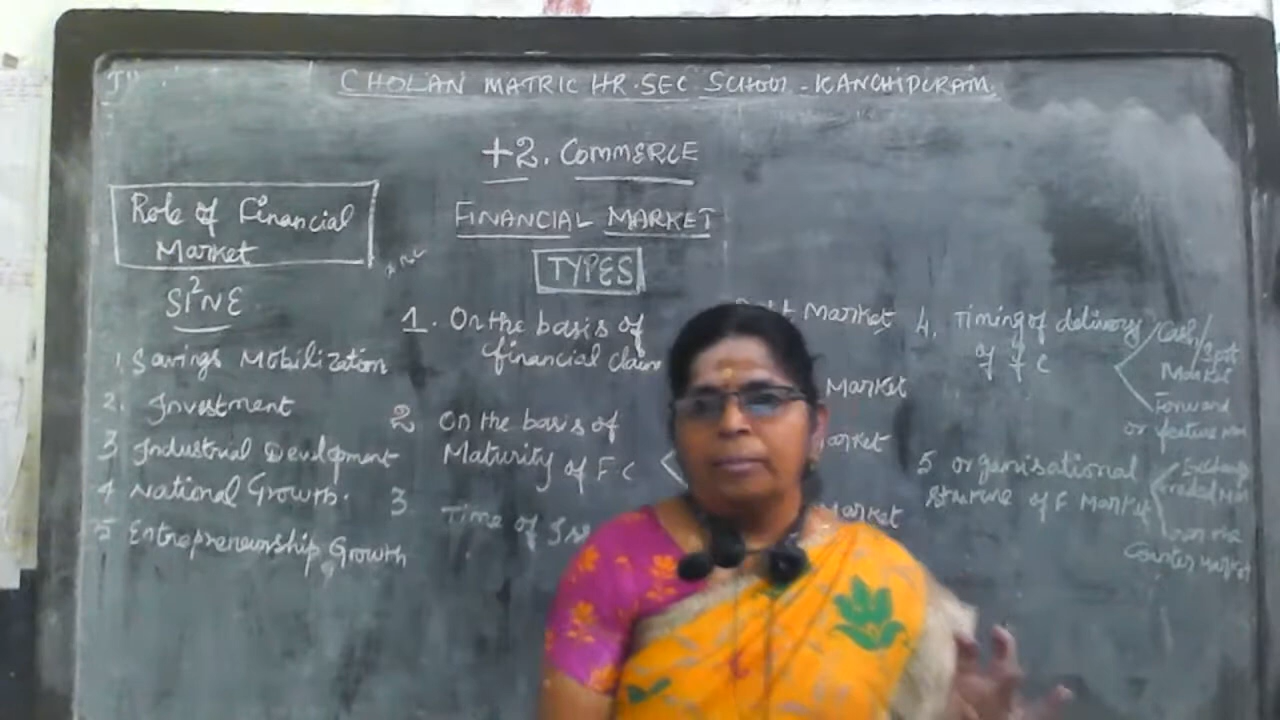 CHOLAN MATRIC HR.SEC SCHOOL - KANCHIPURAM.
+2. COMMERCE
FINANCIAL MARKET
TYPES
Role of Financial
Market
SI²NE
1. Savings Mobilization
2. Investment
3 Industrial Development
4 National Growth.
5 Entrepreneurship Growth
1. On the basis of
financial claim
Market
Market
2 On the basis of
Maturity of F C
Market
3. Time of
Market
4. Timing of delivery
of F C
Cash/
Spot
Market
Forward
or
5 organisational
Structure of F Market
Exchange
Traded
Over the
Counter Market